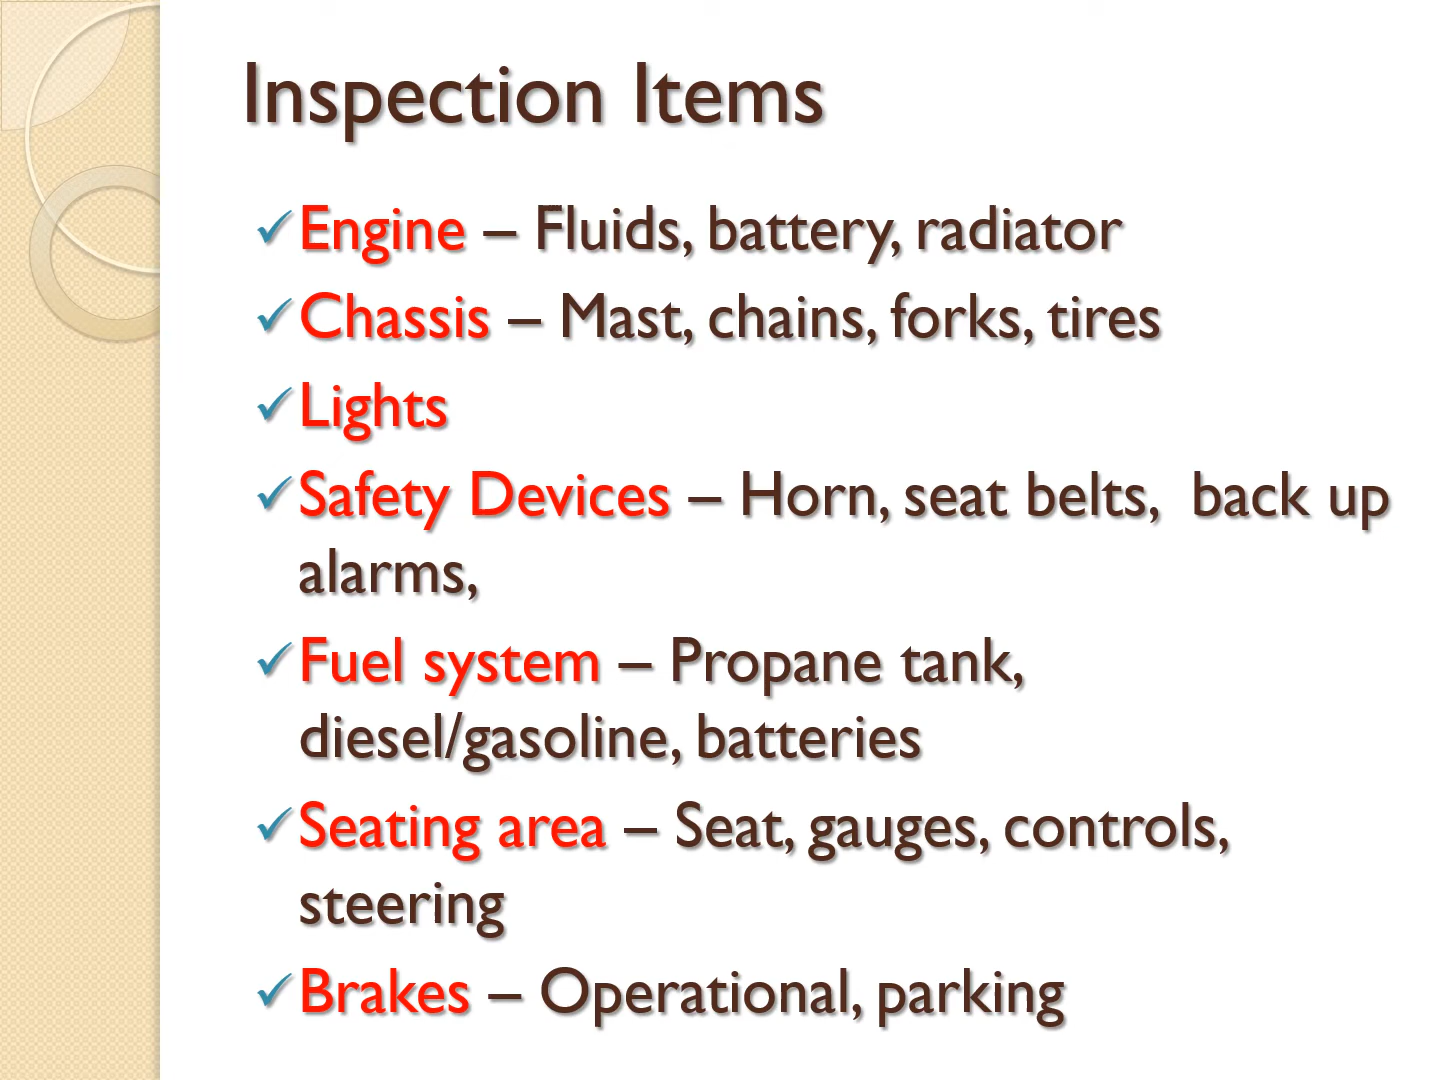 Inspection Items
✓Engine – Fluids, battery, radiator
✓Chassis – Mast, chains, forks, tires
✓Lights
✓Safety Devices – Horn, seat belts,  back up
alarms,
✓Fuel system – Propane tank,
diesel/gasoline, batteries
✓Seating area – Seat, gauges, controls,
steering
✓Brakes – Operational, parking